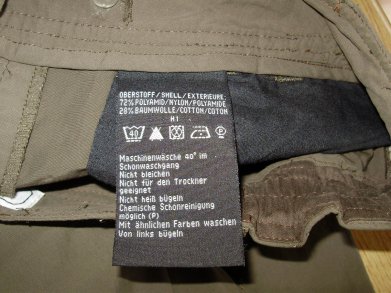 OBERSTOFF/SHELL/EXTERIEURE:
72% POLYAMID/NYLON/POLYAMIDE
28% BAUMWOLLE/COTTON/COTON
H1
40 P
Maschinenwäsche 40° im
Schonwaschgang
Nicht bleichen
Nicht für den Trockner
geeignet
Nicht heiß bügeln
Chemische Schonreinigung
möglich (P)
Mit ähnlichen Farben waschen
Von links bügeln